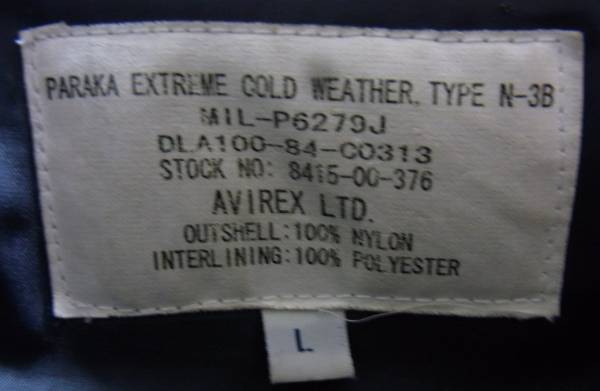 PARAKA EXTREME COLD WEATHER, TYPE N-3B
MIL-P6279J
DLA100-84-C0313
STOCK NO: 8415-00-376
AVIREX LTD.
OUTSHELL:100% NYLON
INTERLINING:100% POLYESTER
L